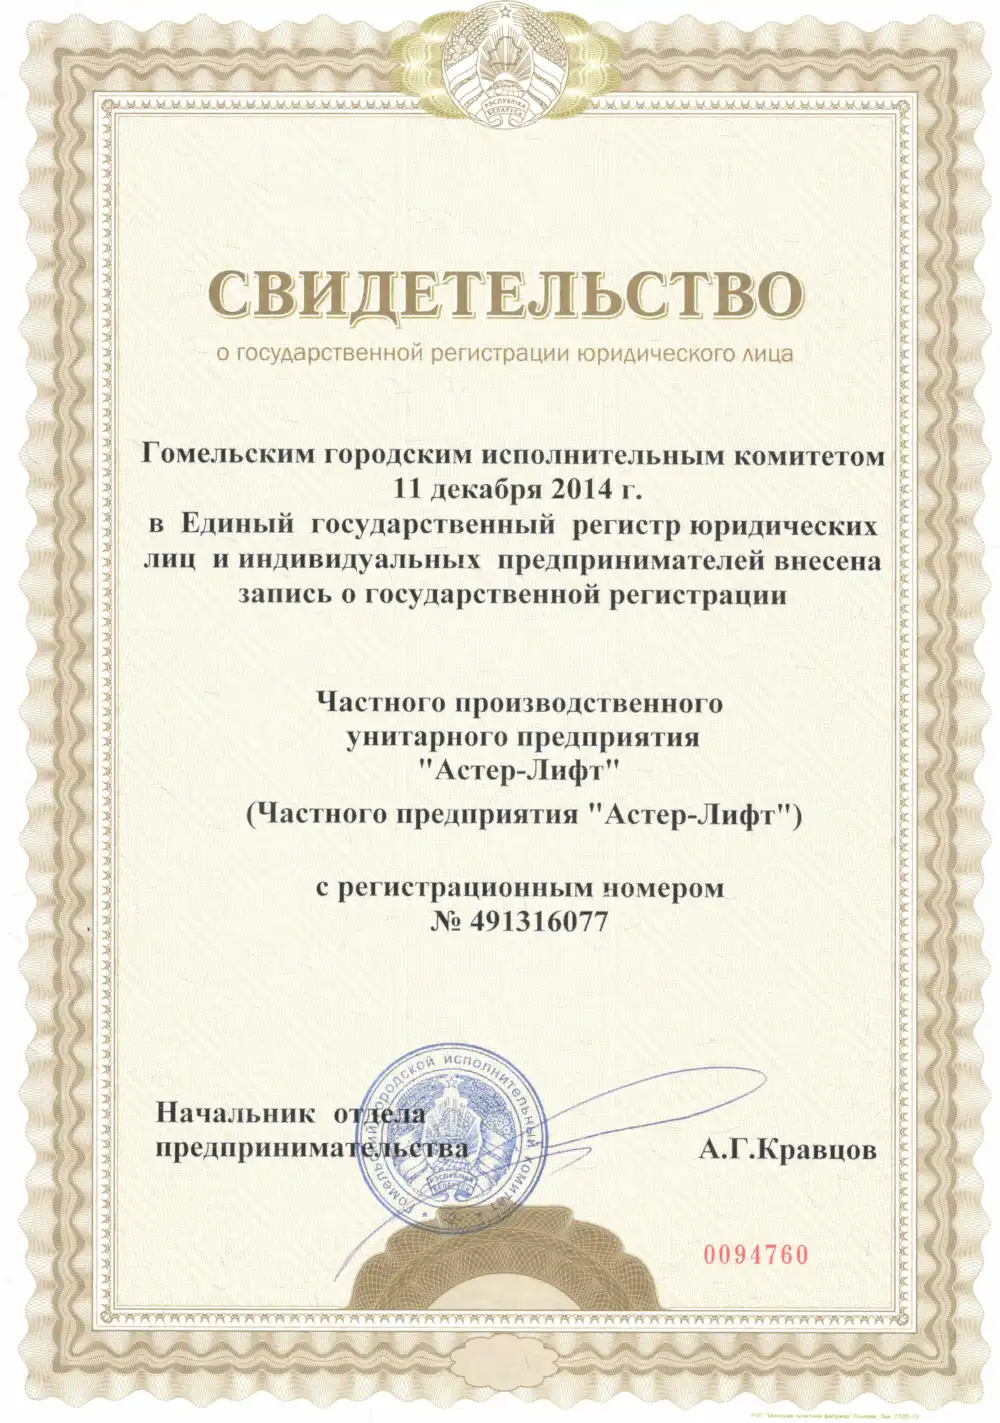 РЭСПУБЛІКА
БЕЛАРУСЬ
СВИДЕТЕЛЬСТВО
о государственной регистрации юридического лица
Гомельским городским исполнительным комитетом
11 декабря 2014 г.
в Единый государственный регистр юридических
лиц и индивидуальных предпринимателей внесена
запись о государственной регистрации
Частного производственного
унитарного предприятия
"Астер-Лифт"
(Частного предприятия "Астер-Лифт")
с регистрационным номером
№ 491316077
Гомельский городской исполнительный комитет
РЭСПУБЛІКА
БЕЛАРУСЬ
Начальник отдела
предпринимательства
А.Г.Кравцов
0094760